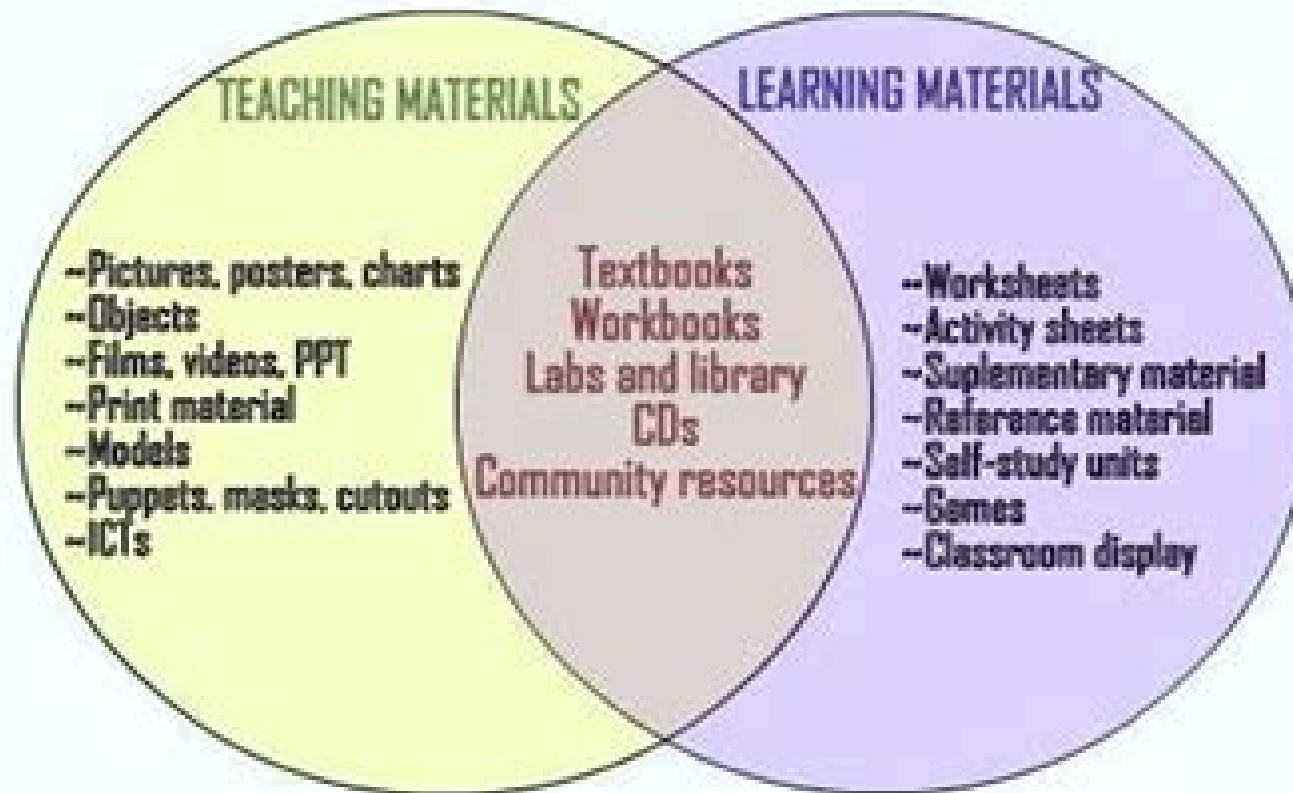 TEACHING MATERIALS
~Pictures, posters, charts
~Objects
~Films, videos, PPT
~Print material
~Models
~Puppets, masks, cutouts
~ICTs
Textbooks
Workbooks
Labs and library
CDs
Community resources
LEARNING MATERIALS
~Worksheets
~Activity sheets
~Suplementary material
~Reference material
~Self-study units
~Games
~Classroom display